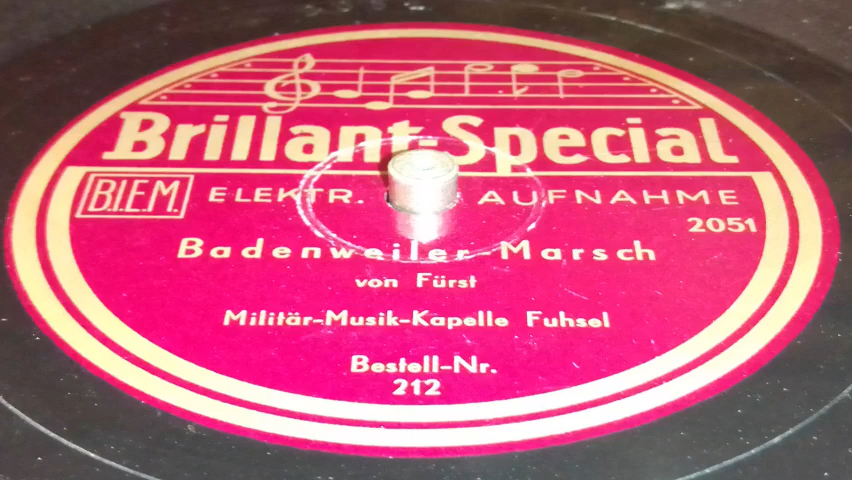 Brillant-Special
B.I.E.M. ELEKTR. AUFNAHME
2051
Badenweiler-Marsch
von Fürst
Militär-Musik-Kapelle Fuhsel
Bestell-Nr.
212